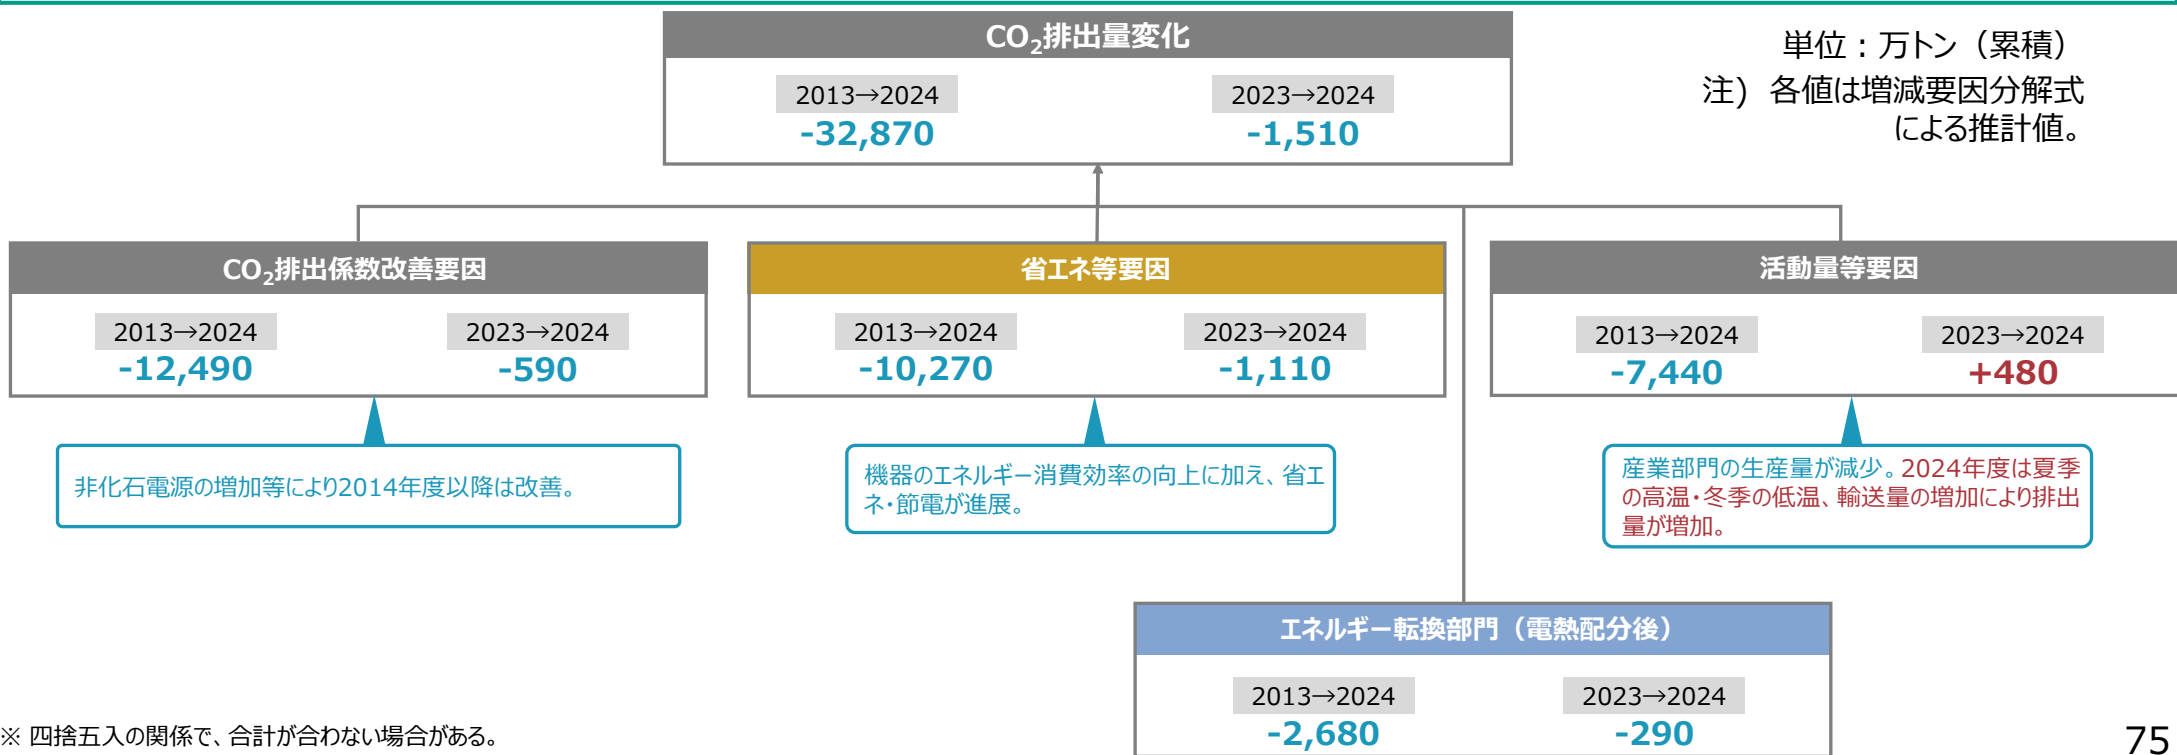 CO2排出量変化
2013→2024
-32,870
2023→2024
-1,510
単位：万トン（累積）
注) 各値は増減要因分解式
による推計値。
CO2排出係数改善要因
2013→2024
-12,490
2023→2024
-590
非化石電源の増加等により2014年度以降は改善。
省エネ等要因
2013→2024
-10,270
2023→2024
-1,110
機器のエネルギー消費効率の向上に加え、省エ
ネ・節電が進展。
活動量等要因
2013→2024
-7,440
2023→2024
+480
産業部門の生産量が減少。2024年度は夏季
の高温・冬季の低温、輸送量の増加により排出
量が増加。
エネルギー転換部門（電熱配分後）
2013→2024
-2,680
2023→2024
-290
※ 四捨五入の関係で、合計が合わない場合がある。
75